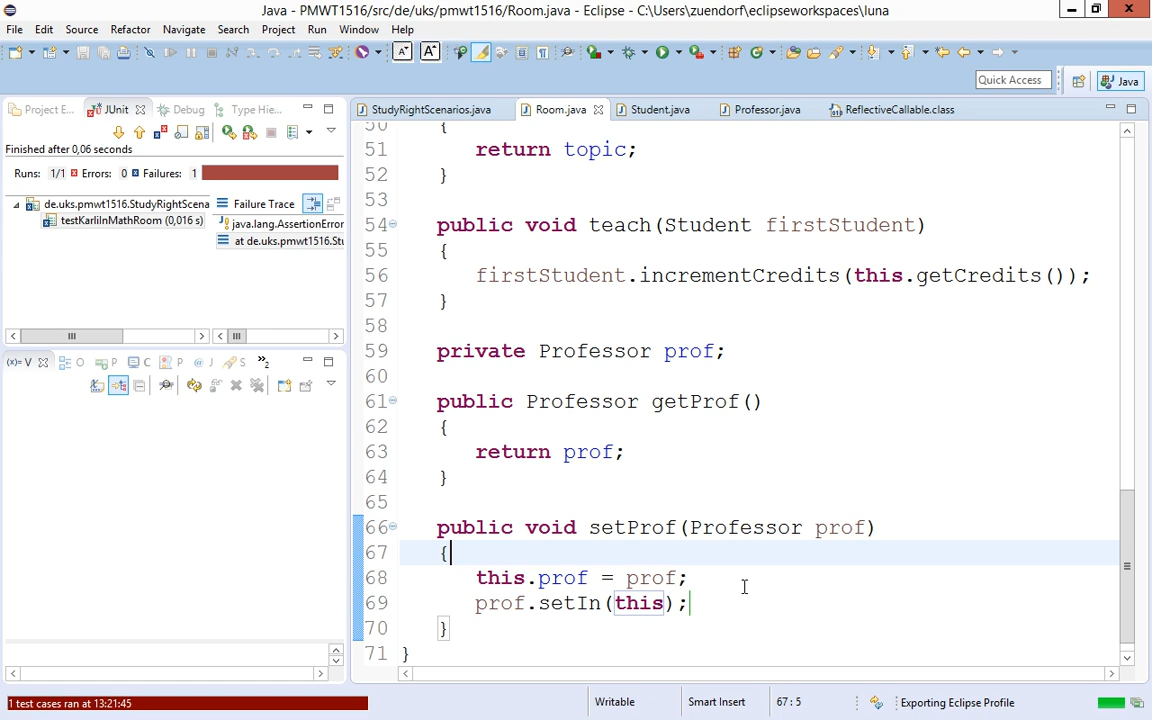 Java - PMWT1516/src/de/uks/pmwt1516/Room.java - Eclipse - C:\Users\zuendorf\eclipseworkspaces\luna
File Edit Source Refactor Navigate Search Project Run Window Help
Quick Access
Java
Project E...
JUnit
Debug
Type Hie...
StudyRightScenarios.java
Room.java
Student.java
Professor.java
ReflectiveCallable.class
Finished after 0,06 seconds
Runs: 1/1
Errors: 0
Failures: 1
de.uks.pmwt1516.StudyRightScena
testKarliInMathRoom (0,016 s)
Failure Trace
java.lang.AssertionError
at de.uks.pmwt1516.Stu
(x)= V
O
P
C
P
@ J
S
»2
50 {
51 return topic;
52 }
53
54 public void teach(Student firstStudent)
55 {
56 firstStudent.incrementCredits(this.getCredits());
57 }
58
59 private Professor prof;
60
61 public Professor getProf()
62 {
63 return prof;
64 }
65
66 public void setProf(Professor prof)
67 {
68 this.prof = prof;
69 prof.setIn(this);
70 }
71 }
1 test cases ran at 13:21:45
Writable
Smart Insert
67 : 5
Exporting Eclipse Profile